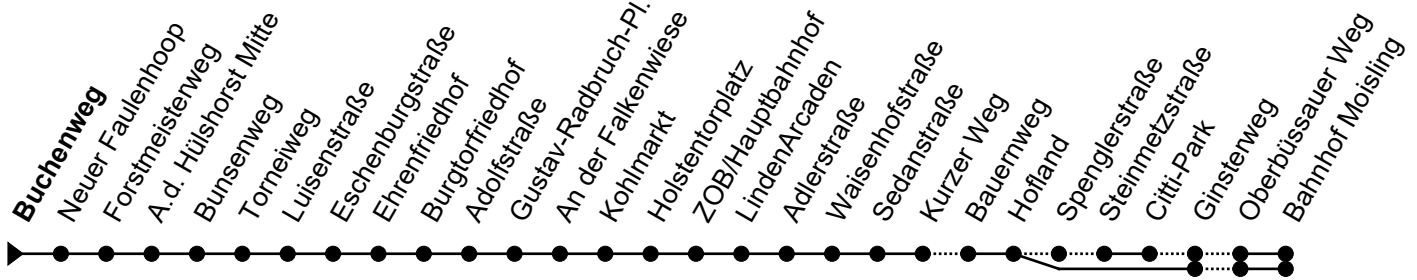 Buchenweg
Neuer Faulenhoop
Forstmeisterweg
A.d. Hülshorst Mitte
Bunsenweg
Torneiweg
Luisenstraße
Eschenburgstraße
Ehrenfriedhof
Burgtorfriedhof
Adolfstraße
Gustav-Radbruch-Pl.
An der Falkenwiese
Kohlmarkt
Holstentorplatz
ZOB/Hauptbahnhof
LindenArcaden
Adlerstraße
Waisenhofstraße
Sedanstraße
Kurzer Weg
Bauernweg
Hofland
Spenglerstraße
Steinmetzstraße
Citti-Park
Ginsterweg
Oberbüssauer Weg
Bahnhof Moisling